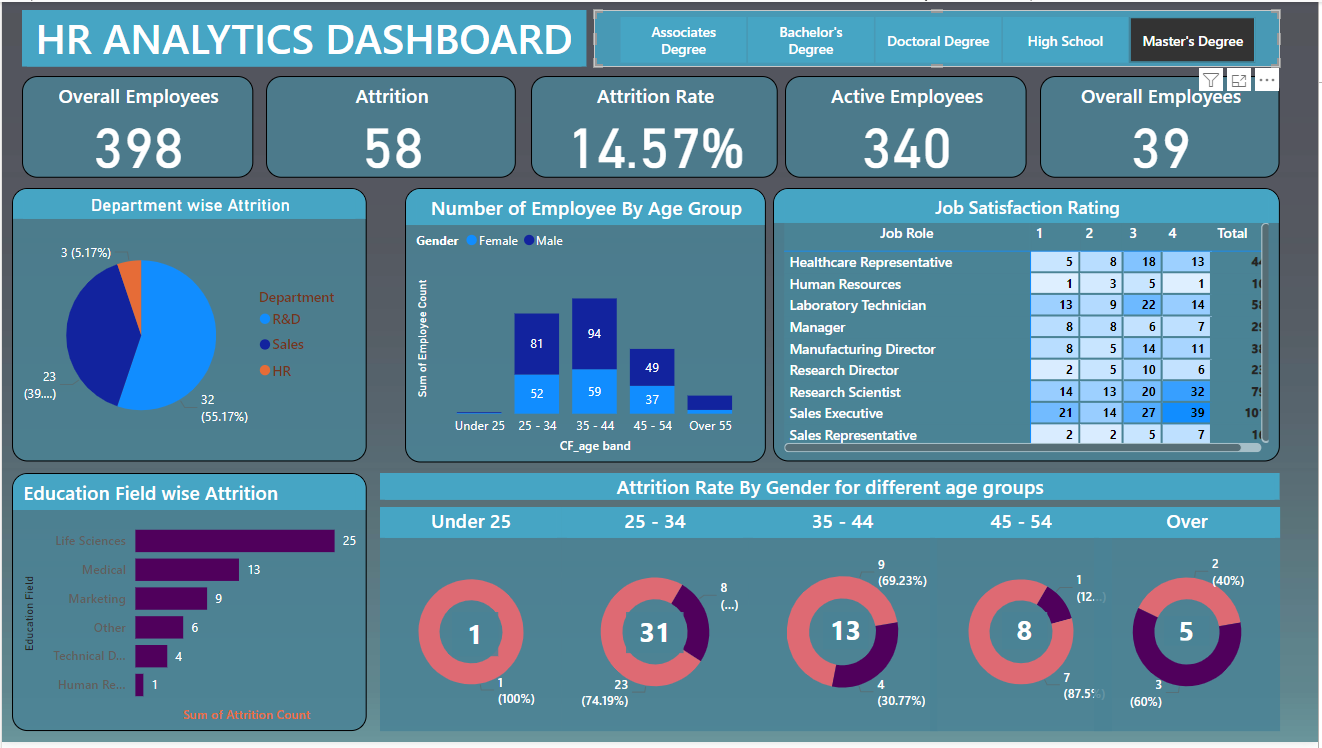 HR ANALYTICS DASHBOARD
Associates
Degree
Bachelor's
Degree
Doctoral Degree
High School
Master's Degree
Overall Employees
398
Attrition
58
Attrition Rate
14.57%
Active Employees
340
Overall Employees
39
Department wise Attrition
3 (5.17%)
23
(39....)
32
(55.17%)
Department
R&D
Sales
HR
Number of Employee By Age Group
Gender Female Male
Sum of Employee Count
81
52
94
59
49
37
Under 25 25 - 34 35 - 44 45 - 54 Over 55
CF_age band
Job Satisfaction Rating
Job Role 1 2 3 4 Total
Healthcare Representative 5 8 18 13
Human Resources 1 3 5 1
Laboratory Technician 13 9 22 14
Manager 8 8 6 7
Manufacturing Director 8 5 14 11
Research Director 2 5 10 6
Research Scientist 14 13 20 32
Sales Executive 21 14 27 39
Sales Representative 2 2 5 7
Education Field wise Attrition
Education Field
Life Sciences 25
Medical 13
Marketing 9
Other 6
Technical D... 4
Human Re... 1
Sum of Attrition Count
Attrition Rate By Gender for different age groups
Under 25
1
1
(100%)
25 - 34
8
(...)
31
23
(74.19%)
35 - 44
9
(69.23%)
13
4
(30.77%)
45 - 54
1
(12....)
8
7
(87.5%)
Over
2
(40%)
5
3
(60%)